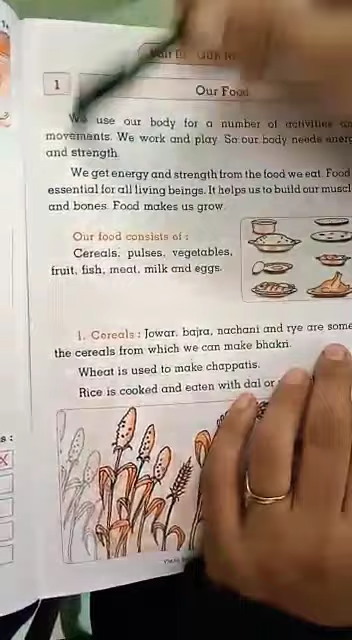 1
Our Food
We use our body for a number of activities
movements. We work and play. So our body needs
and strength.
We get energy and strength from the food we eat. Food
essential for all living beings. It helps us to build our
and bones. Food makes us grow.
Our food consists of :
Cereals, pulses, vegetables,
fruit, fish, meat, milk and eggs.
1. Cereals : Jowar, bajra, nachani and rye are some
the cereals from which we can make bhakri.
Wheat is used to make chappatis.
Rice is cooked and eaten with dal or
s :
X